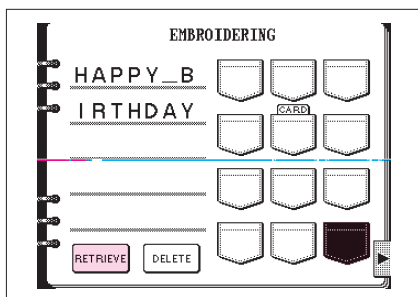 EMBROIDERING
HAPPY_B
IRTHDAY
CARD
RETRIEVE
DELETE